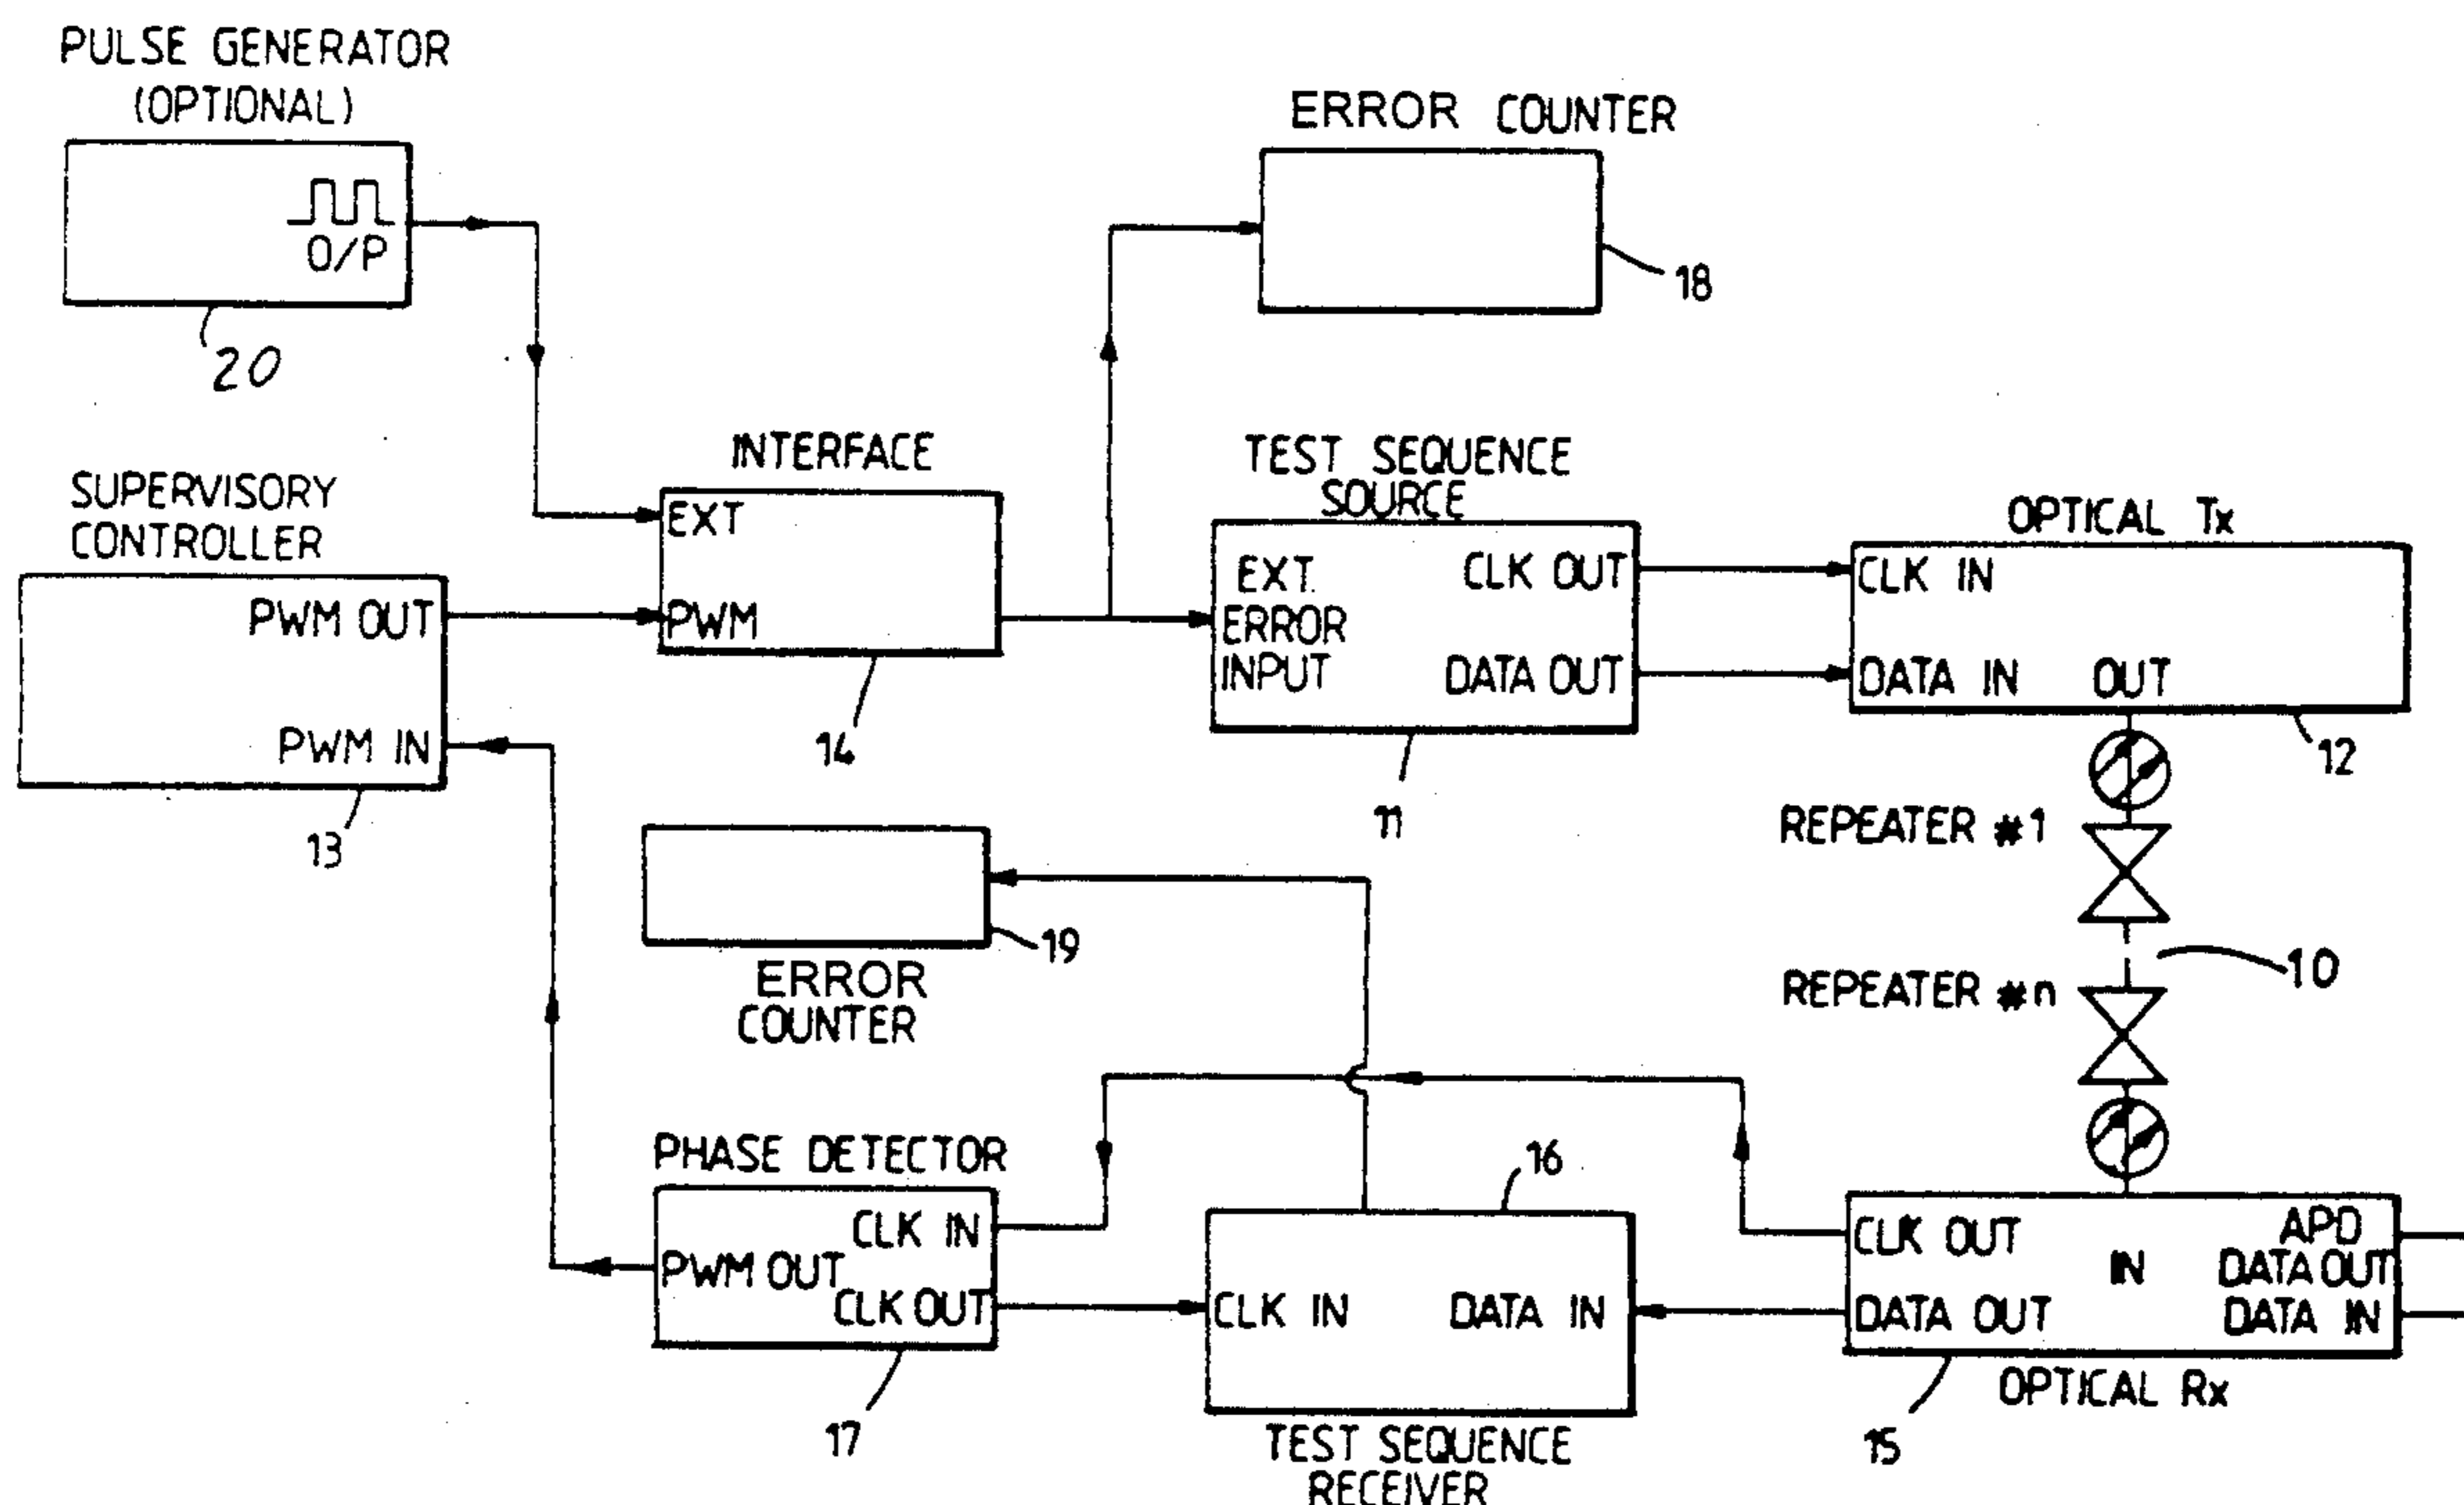 PULSE GENERATOR
(OPTIONAL)
O/P
20
ERROR COUNTER
18
SUPERVISORY
CONTROLLER
PWM OUT
PWM IN
13
INTERFACE
EXT
PWM
14
TEST SEQUENCE
SOURCE
EXT.
ERROR
INPUT
CLK OUT
DATA OUT
11
OPTICAL Tx
CLK IN
DATA IN OUT
12
REPEATER #1
REPEATER #n
10
19
ERROR
COUNTER
PHASE DETECTOR
CLK IN
PWM OUT
CLK OUT
17
16
CLK IN DATA IN
TEST SEQUENCE
RECEIVER
CLK OUT
DATA OUT
IN
APD
DATA OUT
DATA IN
OPTICAL Rx
15